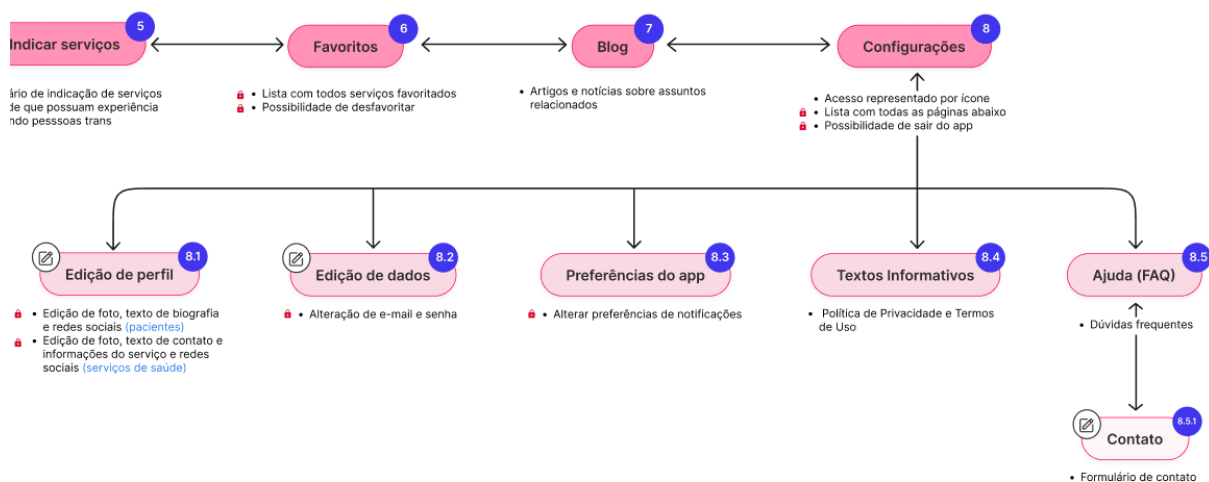 5
Indicar serviços
6
Favoritos
7
Blog
8
Configurações
de que possuam experiência
pesssoas trans
• Lista com todos serviços favoritados
• Possibilidade de desfavoritar
• Artigos e notícias sobre assuntos
relacionados
• Acesso representado por ícone
• Lista com todas as páginas abaixo
• Possibilidade de sair do app
de indicação de serviços
8.1
Edição de perfil
8.2
Edição de dados
8.3
Preferências do app
8.4
Textos Informativos
8.5
Ajuda (FAQ)
• Edição de foto, texto de biografia
e redes sociais (pacientes)
• Edição de foto, texto de contato e
informações do serviço e redes
sociais (serviços de saúde)
• Alteração de e-mail e senha
• Alterar preferências de notificações
• Política de Privacidade e Termos
de Uso
• Dúvidas frequentes
8.5.1
Contato
• Formulário de contato